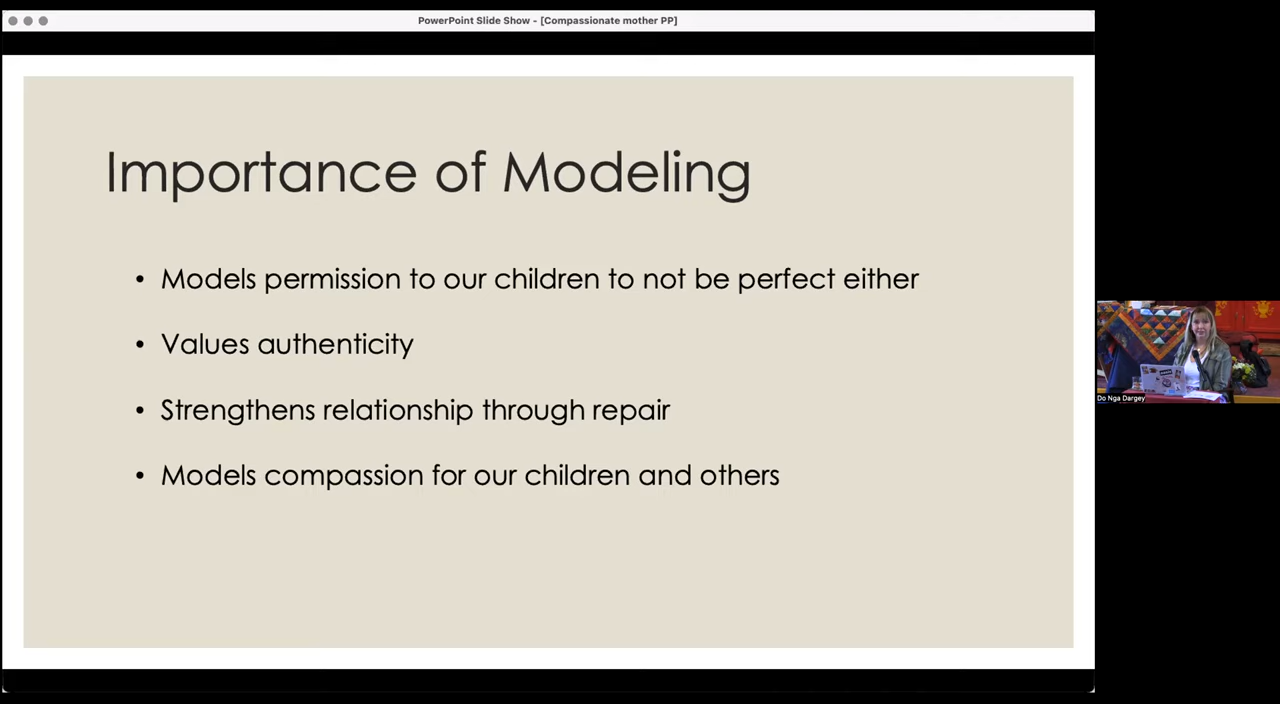 PowerPoint Slide Show - [Compassionate mother PP]
Importance of Modeling
• Models permission to our children to not be perfect either
• Values authenticity
• Strengthens relationship through repair
• Models compassion for our children and others
Do Nga Dargey